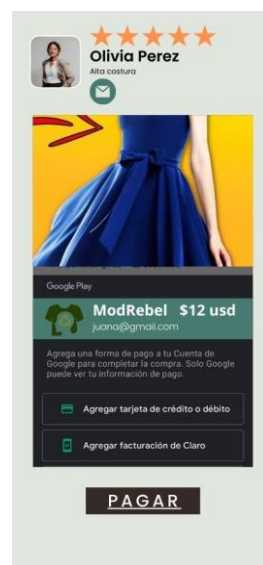 Olivia Perez
Alta costura
Google Play
ModRebel $12 usd
juana@gmail.com
Agrega una forma de pago a tu Cuenta de
Google para completar la compra. Solo Google
puede ver tu información de pago.
Agregar tarjeta de crédito o débito
Agregar facturación de Claro
PAGAR